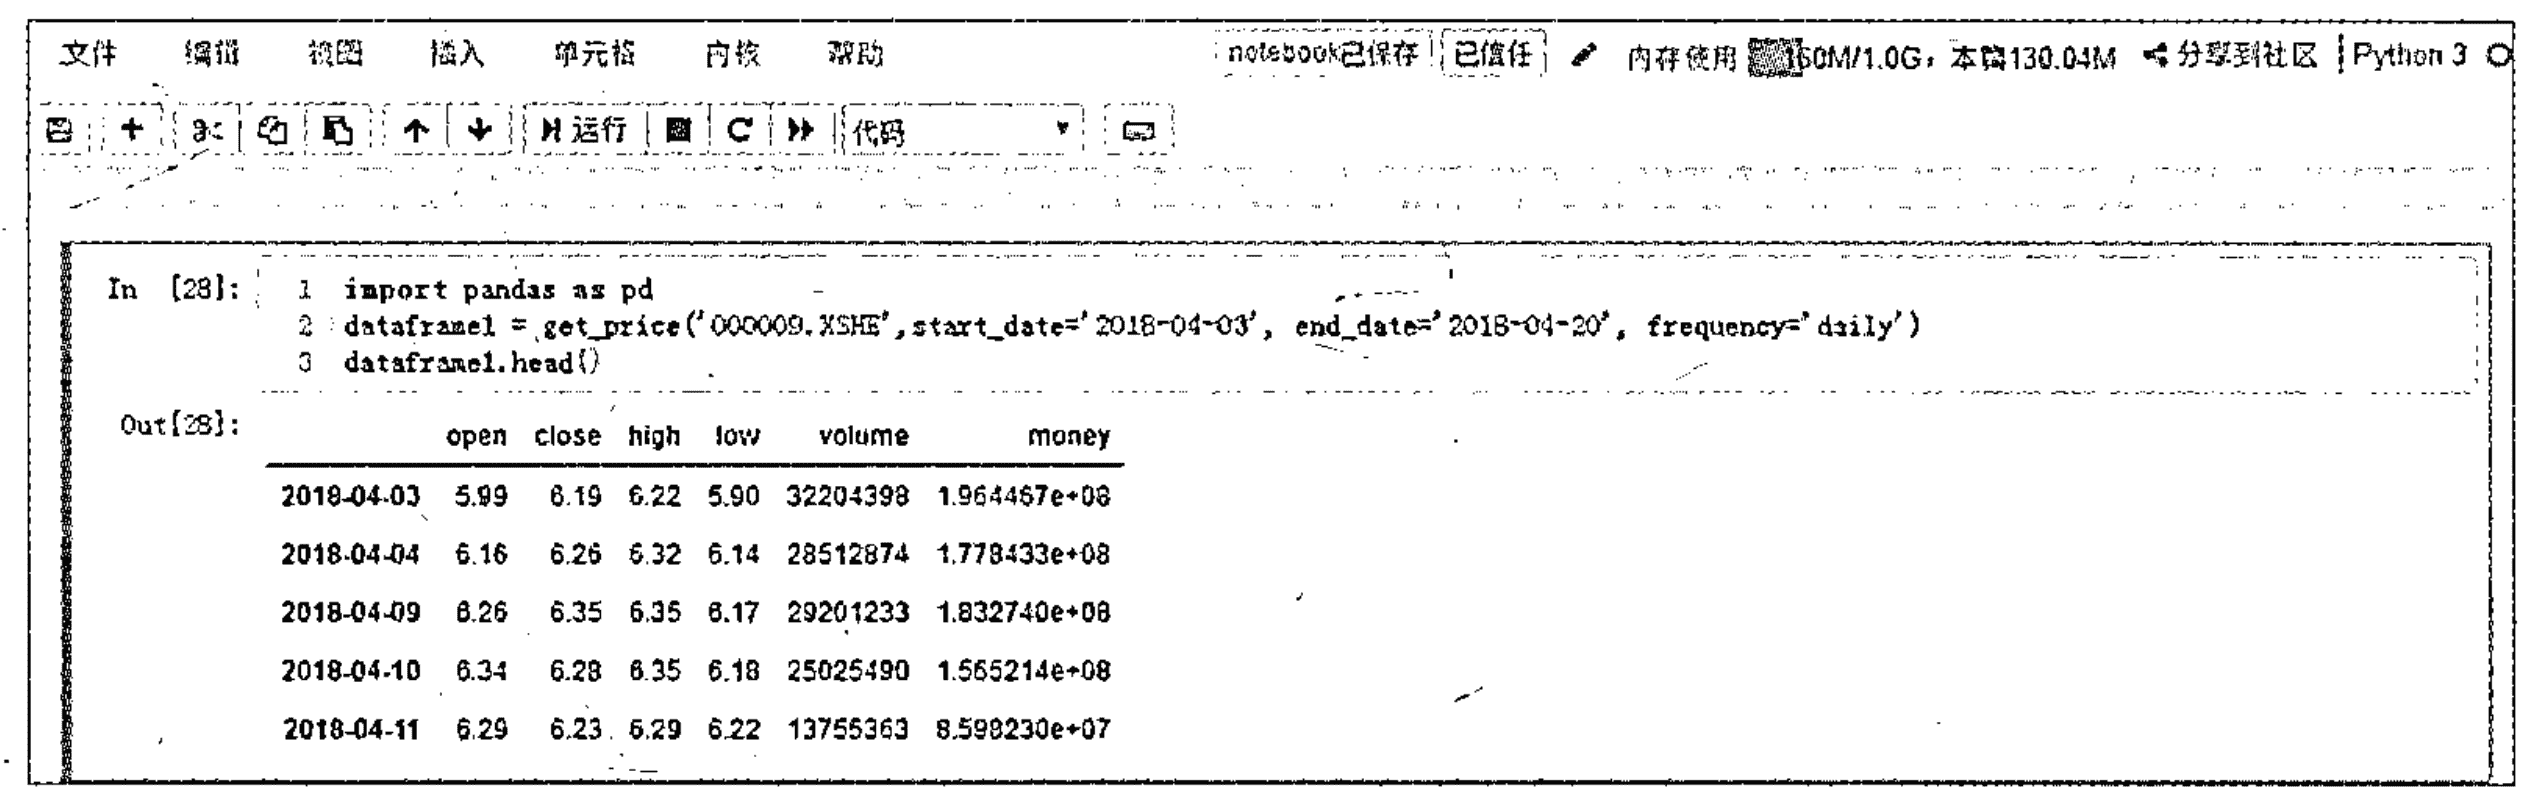 文件 编辑 视图 插入 单元格 内核 帮助 notebook已保存 已信任 内存使用 60M/1.0G，本篇130.04M 分享到社区 Python 3
运行 代码
In [28]: 1 import pandas as pd
2 dataframe1 = get_price('000009.XSHE',start_date='2018-04-03', end_date='2018-04-20', frequency='daily')
3 dataframe1.head()
Out[28]:
open close high low volume money
2018-04-03 5.99 6.19 6.22 5.90 32204398 1.964467e+08
2018-04-04 6.16 6.26 6.32 6.14 28512874 1.778433e+08
2018-04-09 6.26 6.35 6.35 6.17 29201233 1.832740e+08
2018-04-10 6.34 6.28 6.35 6.18 25025490 1.565214e+08
2018-04-11 6.29 6.23 6.29 6.22 13755363 8.598230e+07